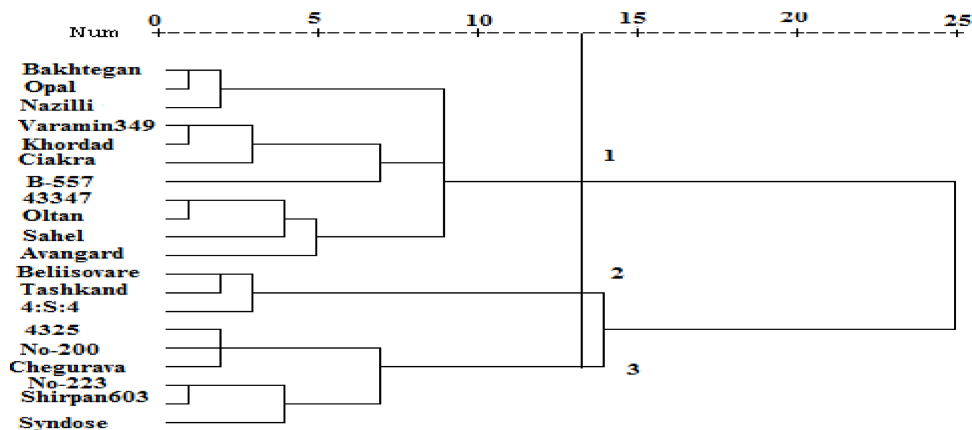 0 5 10 15 20 25
Num
Bakhtegan
Opal
Nazilli
Varamin349
Khordad
Ciakra
1
B-557
43347
Oltan
Sahel
Avangard
Beliisovare
2
Tashkand
4:S:4
4325
No-200
Chegurava
3
No-223
Shirpan603
Syndose